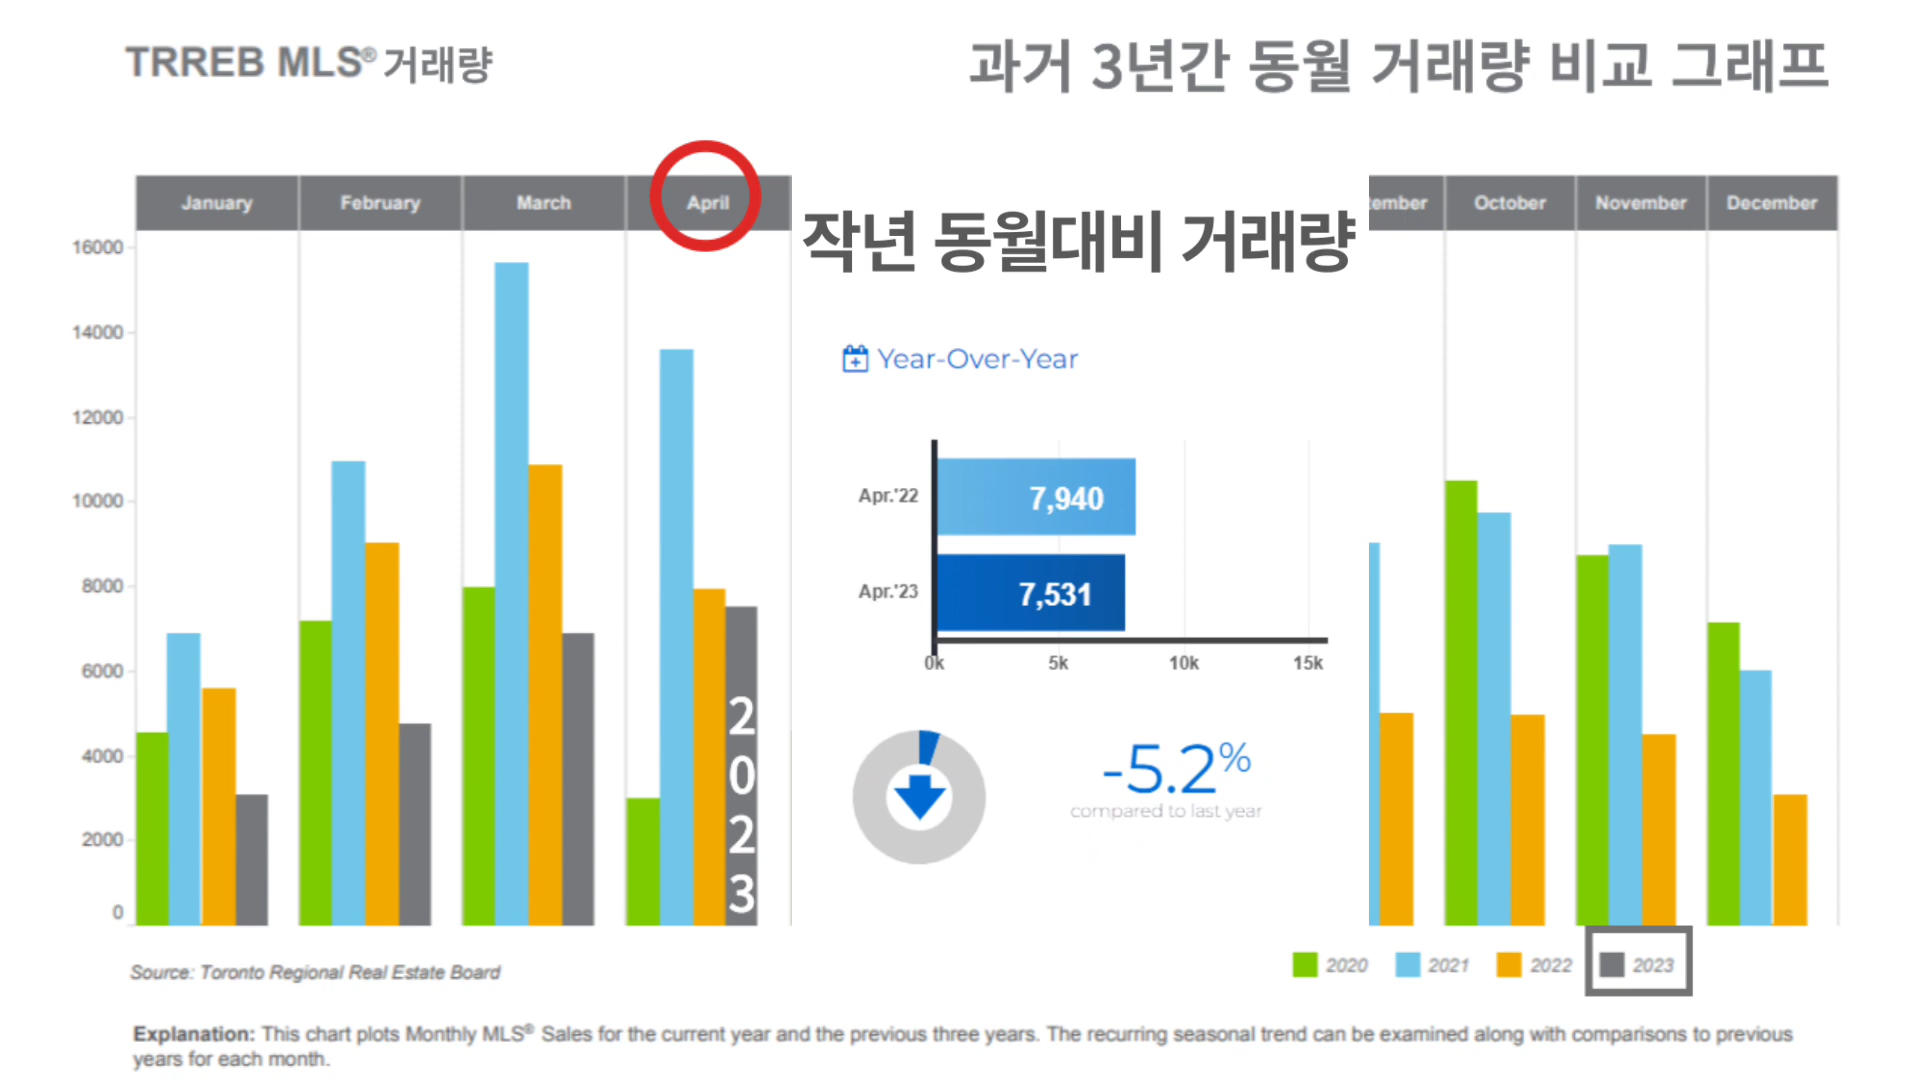 TRREB MLS® 거래량
과거 3년간 동월 거래량 비교 그래프
January February March April
작년 동월대비 거래량
ember October November December
16000
14000
12000
10000
8000
6000
4000
2000
0
2
0
2
3
Year-Over-Year
Apr.'22 7,940
Apr.'23 7,531
0k 5k 10k 15k
-5.2%
compared to last year
Source: Toronto Regional Real Estate Board
2020 2021 2022 2023
Explanation: This chart plots Monthly MLS® Sales for the current year and the previous three years. The recurring seasonal trend can be examined along with comparisons to previous
years for each month.